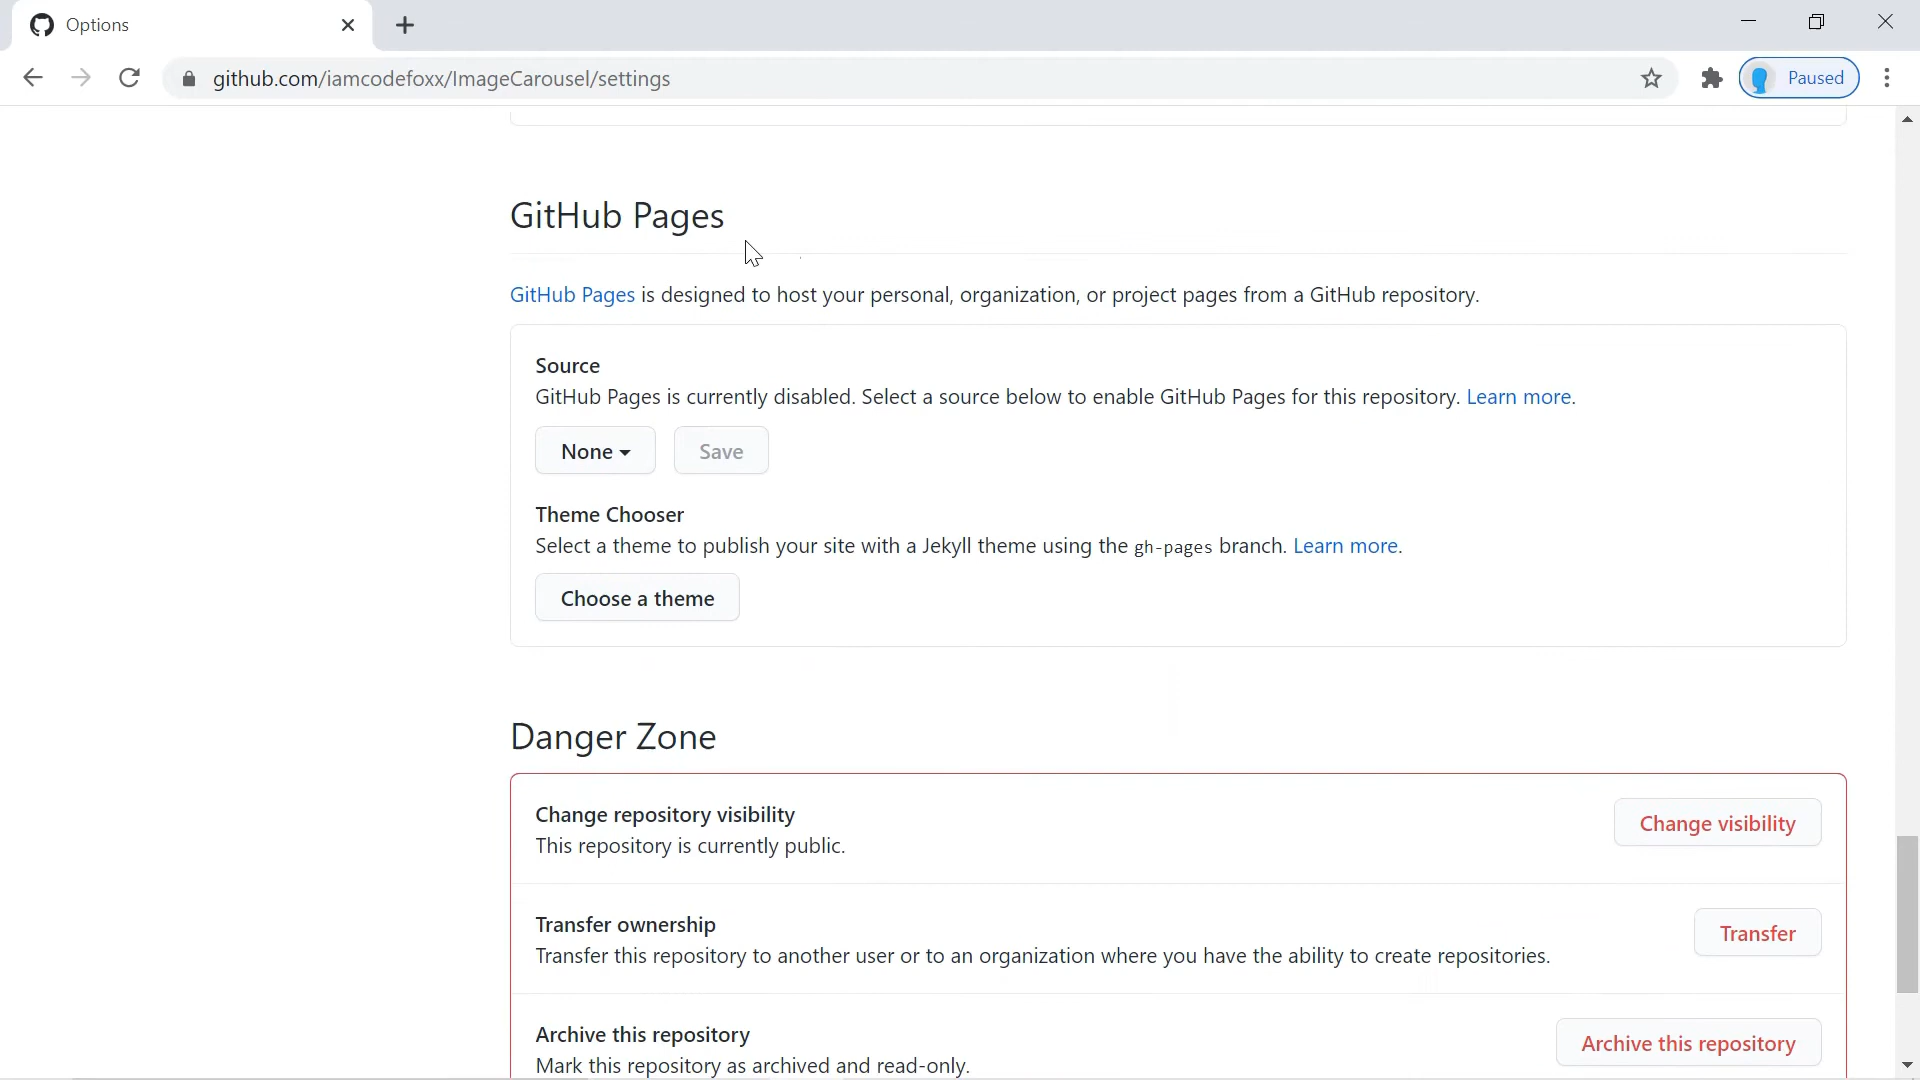 Options
github.com/iamcodefoxx/ImageCarousel/settings
Paused
GitHub Pages
GitHub Pages is designed to host your personal, organization, or project pages from a GitHub repository.
Source
GitHub Pages is currently disabled. Select a source below to enable GitHub Pages for this repository. Learn more.
None Save
Theme Chooser
Select a theme to publish your site with a Jekyll theme using the gh-pages branch. Learn more.
Choose a theme
Danger Zone
Change repository visibility
Change visibility
This repository is currently public.
Transfer ownership
Transfer
Transfer this repository to another user or to an organization where you have the ability to create repositories.
Archive this repository
Archive this repository
Mark this repository as archived and read-only.